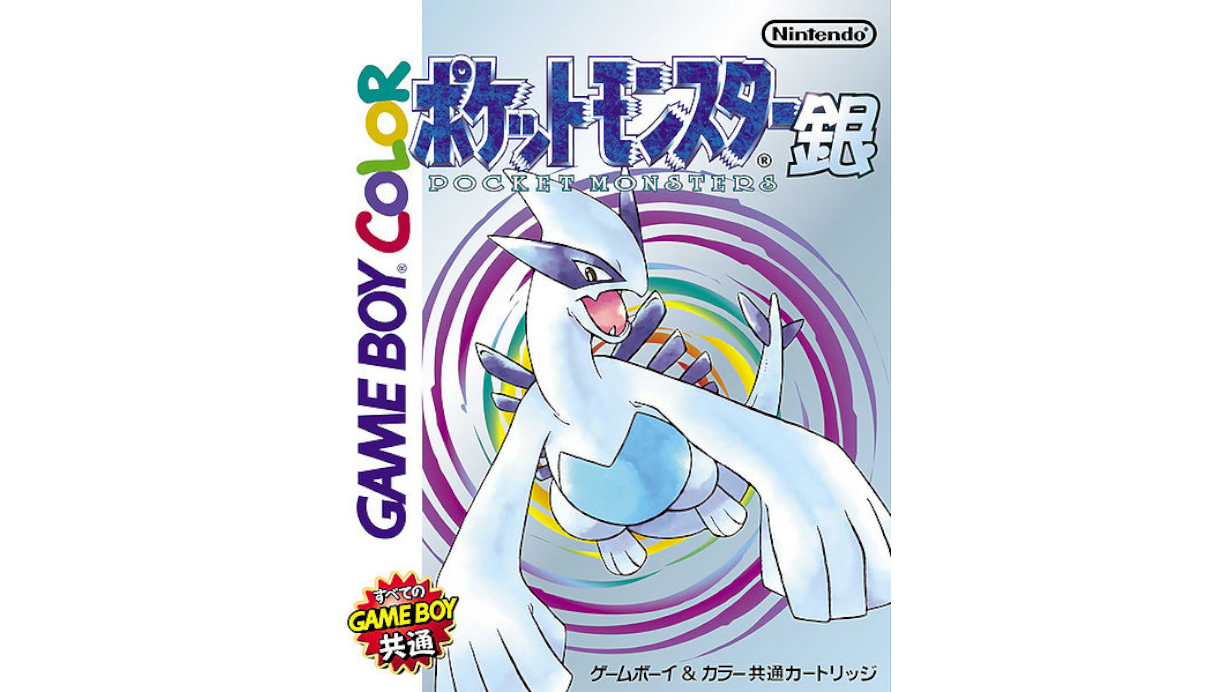 Nintendo®
ポケットモンスター銀
®
POCKET MONSTERS
GAME BOY® COLOR
すべての
GAME BOY
共通
ゲームボーイ & カラー共通カートリッジ